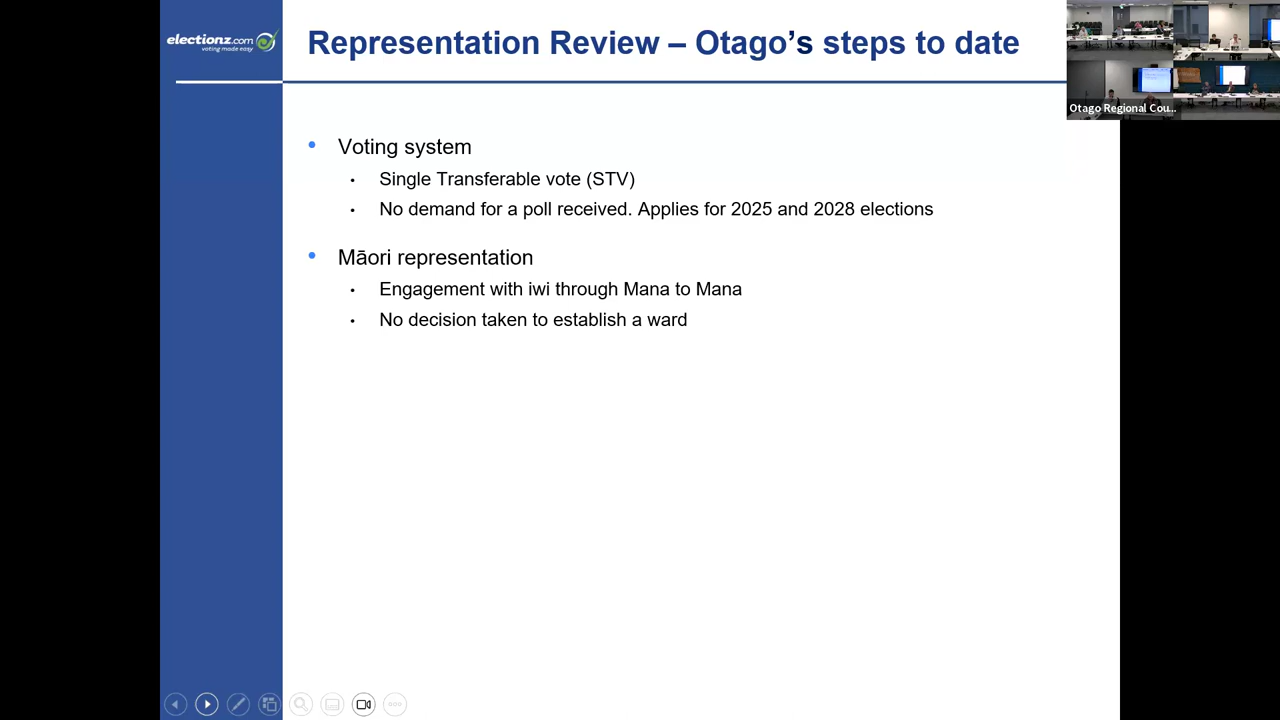 electionz.com
voting made easy
Representation Review – Otago’s steps to date
Otago Regional Cou...
• Voting system
• Single Transferable vote (STV)
• No demand for a poll received. Applies for 2025 and 2028 elections
• Māori representation
• Engagement with iwi through Mana to Mana
• No decision taken to establish a ward